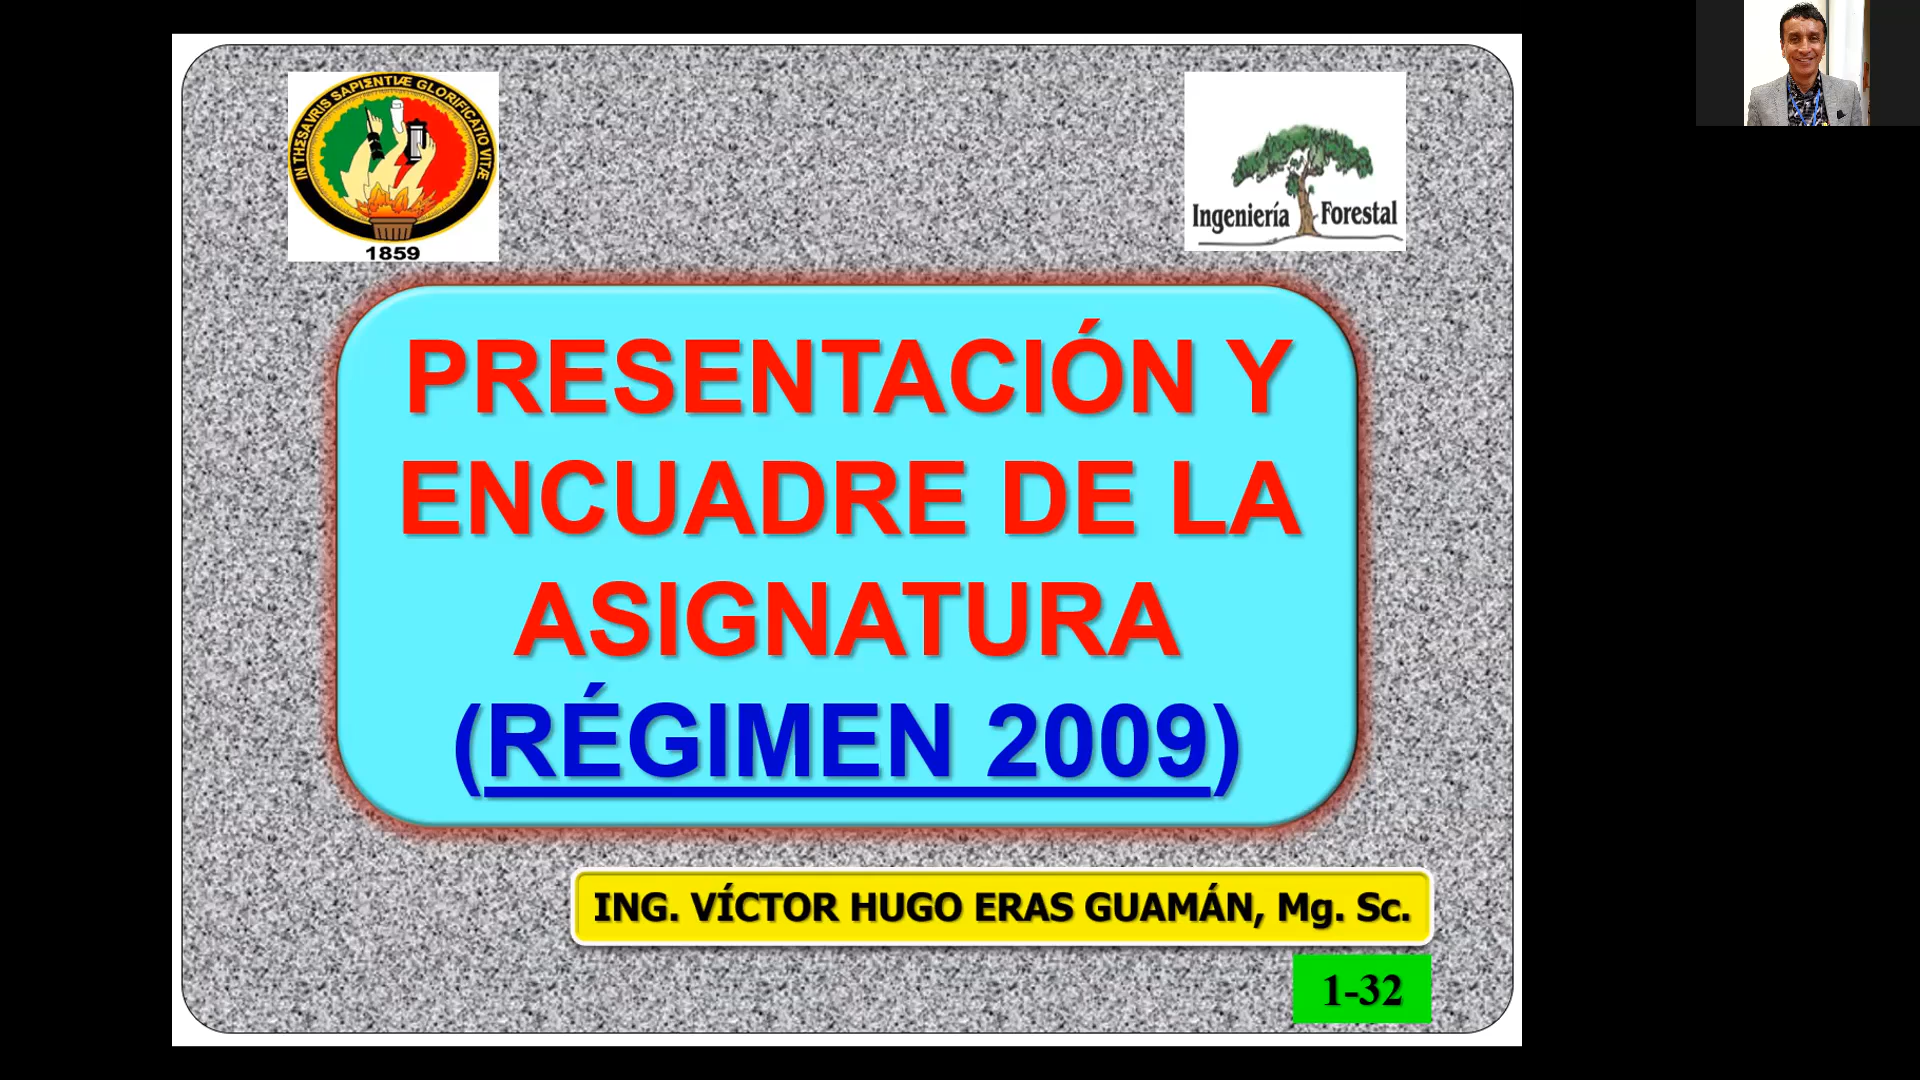 IN THESAVRIS SAPIENTIÆ GLORIFICATIO VITÆ
1859
Ingeniería Forestal
PRESENTACIÓN Y
ENCUADRE DE LA
ASIGNATURA
(RÉGIMEN 2009)
ING. VÍCTOR HUGO ERAS GUAMÁN, Mg. Sc.
1-32